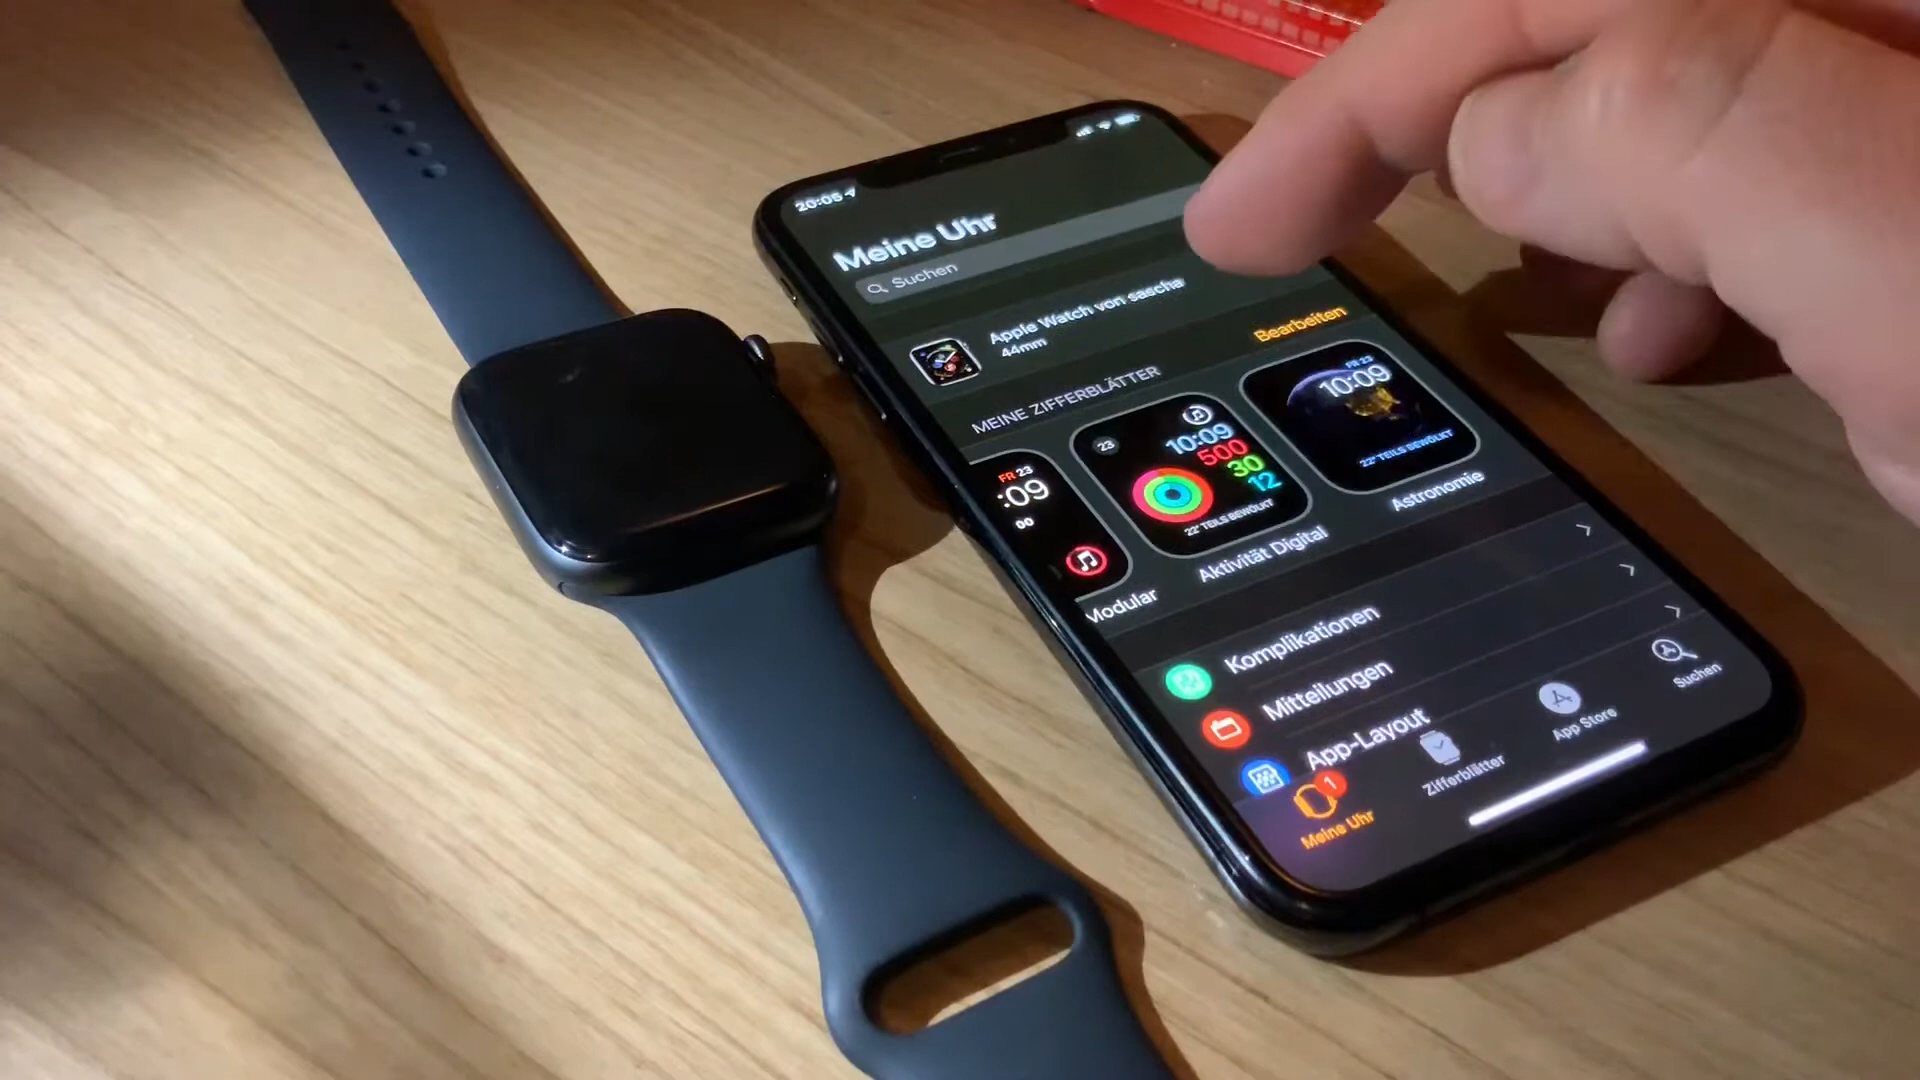 20:05
Meine Uhr
Suchen
Apple Watch von sascha
44mm
MEINE ZIFFERBLÄTTER
Bearbeiten
FR 23
:09
Modular
23
10:09
500
30
12
22° TEILS BEWÖLKT
Aktivität Digital
FR 23
10:09
22° TEILS BEWÖLKT
Astronomie
Komplikationen
Mitteilungen
App-Layout
1
Meine Uhr
Zifferblätter
App Store
Suchen